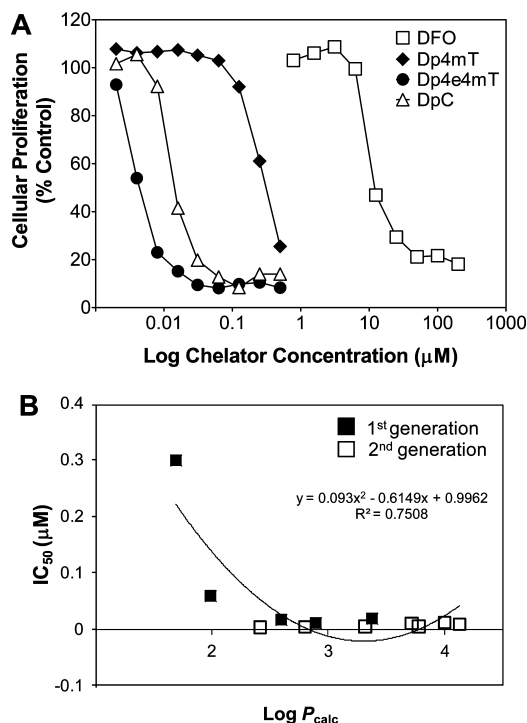 A
DFO
Dp4mT
Dp4e4mT
DpC
Cellular Proliferation
(% Control)
120
100
80
60
40
20
0
0.01
0.1
1
10
100
1000
Log Chelator Concentration (μM)
B
0.4
0.3
0.2
0.1
0
-0.1
IC50 (μM)
1st generation
2nd generation
y = 0.093x² - 0.6149x + 0.9962
R² = 0.7508
2
3
4
Log Pcalc